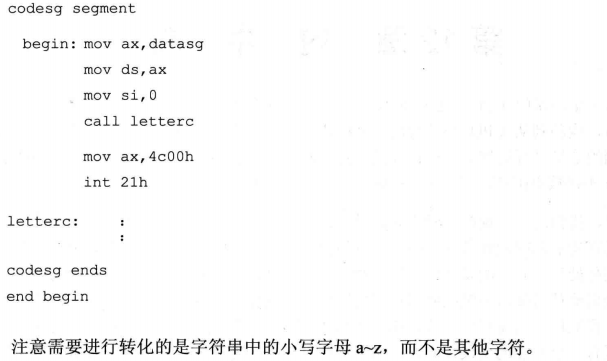 codesg segment
begin: mov ax,datasg
mov ds,ax
mov si,0
call letterc
mov ax,4c00h
int 21h
letterc: :
:
codesg ends
end begin
注意需要进行转化的是字符串中的小写字母 a~z，而不是其他字符。